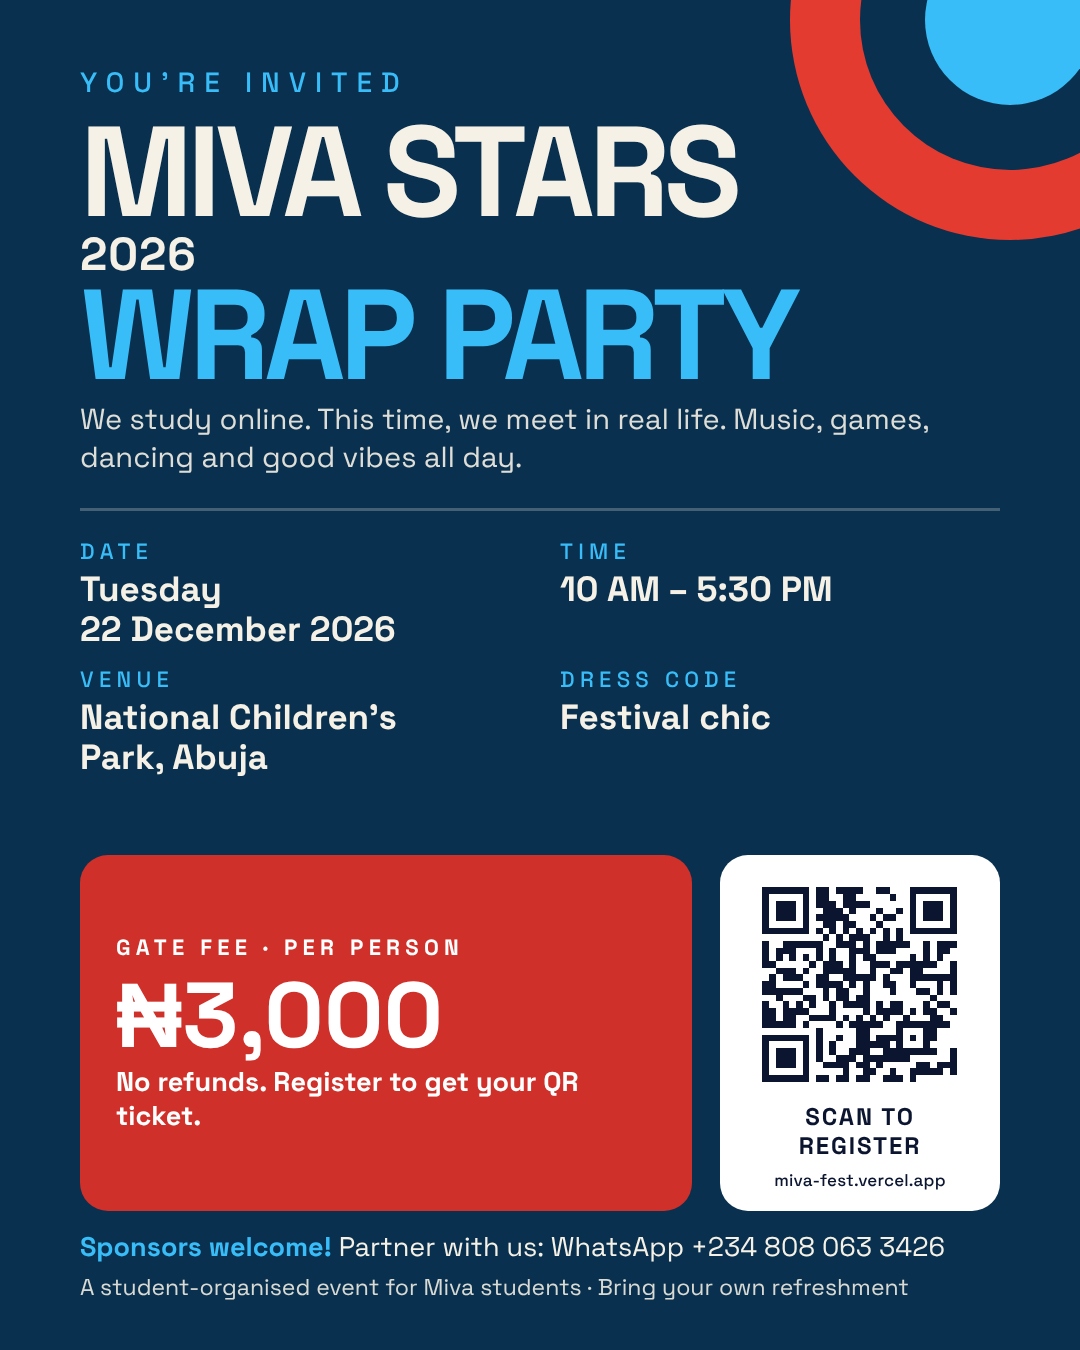 YOU’RE INVITED
MIVA STARS
2026
WRAP PARTY
We study online. This time, we meet in real life. Music, games,
dancing and good vibes all day.
DATE
Tuesday
22 December 2026
TIME
10 AM – 5:30 PM
VENUE
National Children’s
Park, Abuja
DRESS CODE
Festival chic
GATE FEE · PER PERSON
₦3,000
No refunds. Register to get your QR
ticket.
SCAN TO
REGISTER
miva-fest.vercel.app
Sponsors welcome! Partner with us: WhatsApp +234 808 063 3426
A student-organised event for Miva students · Bring your own refreshment